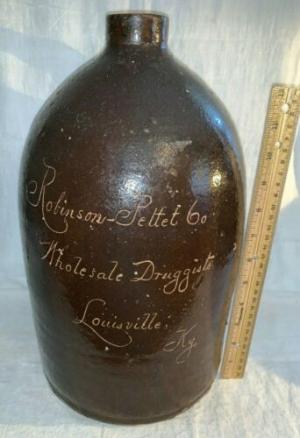 Robinson-Pettet Co
Wholesale Druggists
Louisville, Ky.